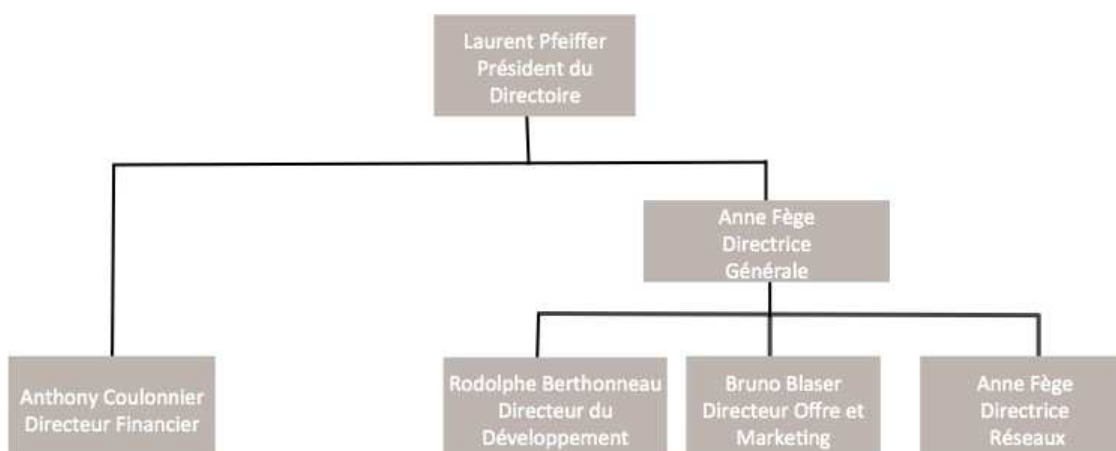 Laurent Pfeiffer
Président du
Directoire
Anne Fège
Directrice
Générale
Anthony Coulonnier
Directeur Financier
Rodolphe Berthonneau
Directeur du
Développement
Bruno Blaser
Directeur Offre et
Marketing
Anne Fège
Directrice
Réseaux